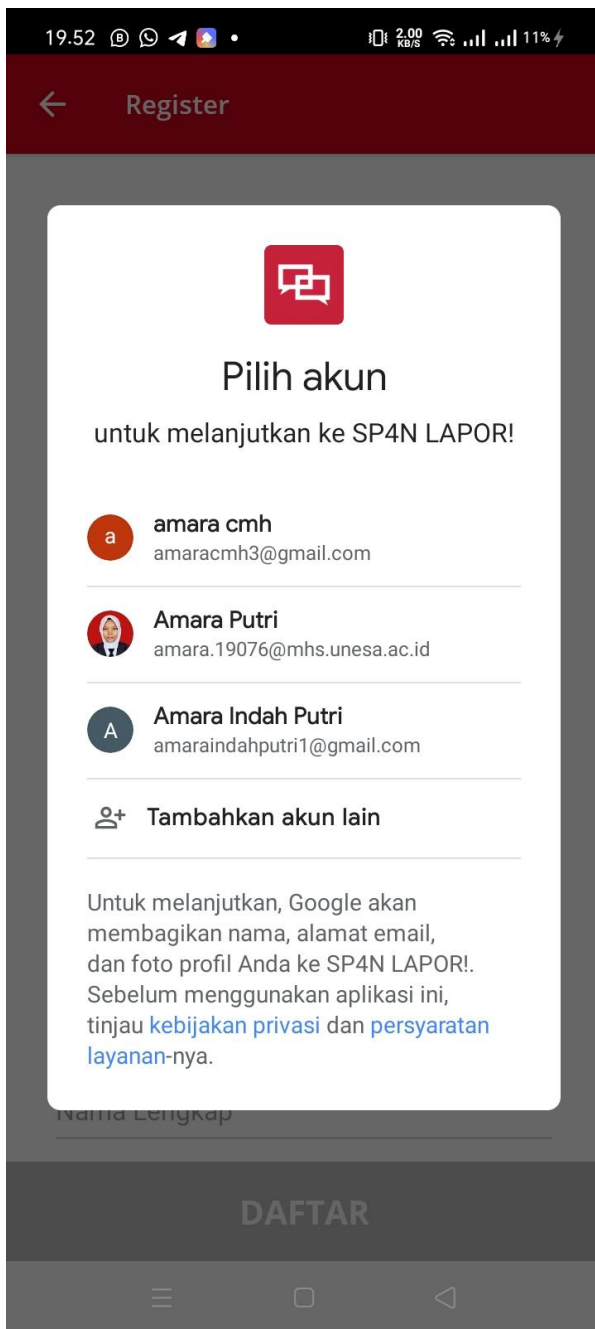 19.52
2.00
KB/S
11%
Register
Pilih akun
untuk melanjutkan ke SP4N LAPOR!
a
amara cmh
amaracmh3@gmail.com
Amara Putri
amara.19076@mhs.unesa.ac.id
A
Amara Indah Putri
amaraindahputri1@gmail.com
Tambahkan akun lain
Untuk melanjutkan, Google akan
membagikan nama, alamat email,
dan foto profil Anda ke SP4N LAPOR!.
Sebelum menggunakan aplikasi ini,
tinjau kebijakan privasi dan persyaratan
layanan-nya.
Nama Lengkap
DAFTAR